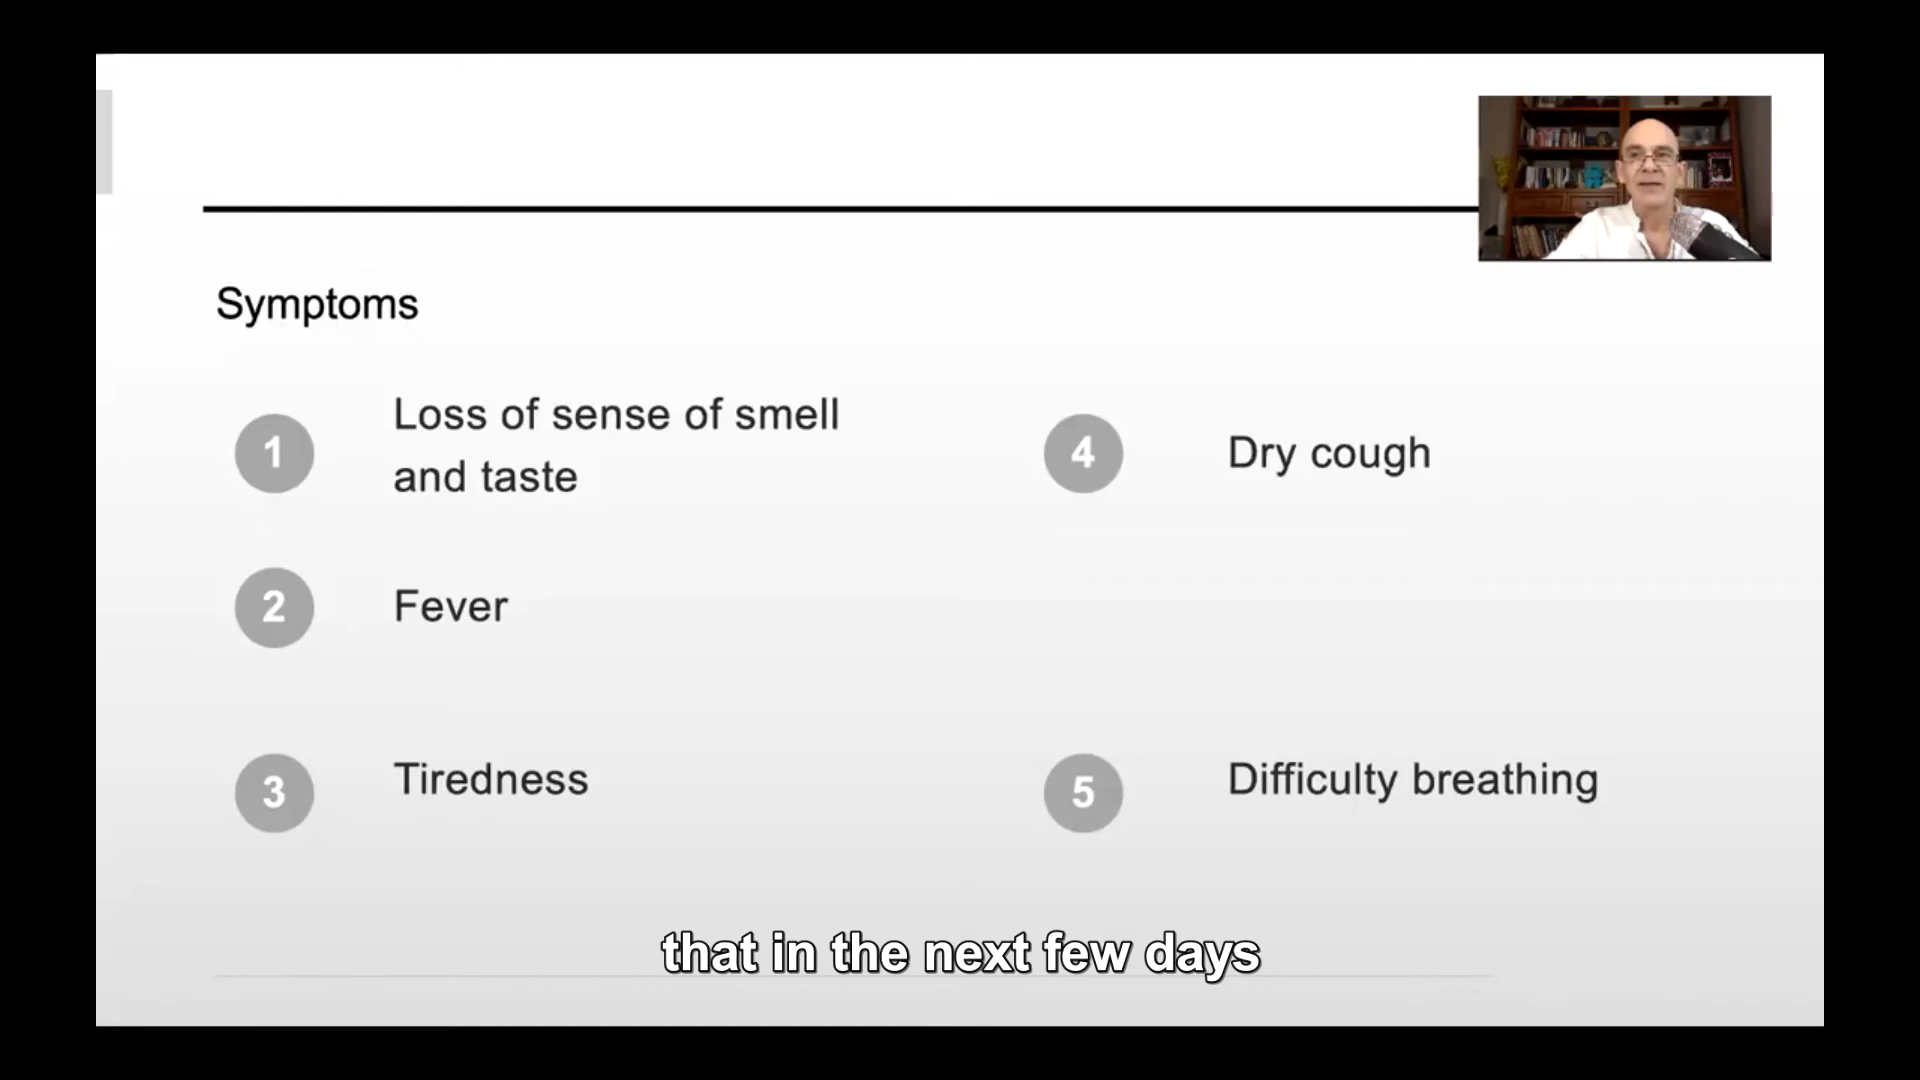 Symptoms
1
Loss of sense of smell
and taste
2
Fever
3
Tiredness
4
Dry cough
5
Difficulty breathing
that in the next few days